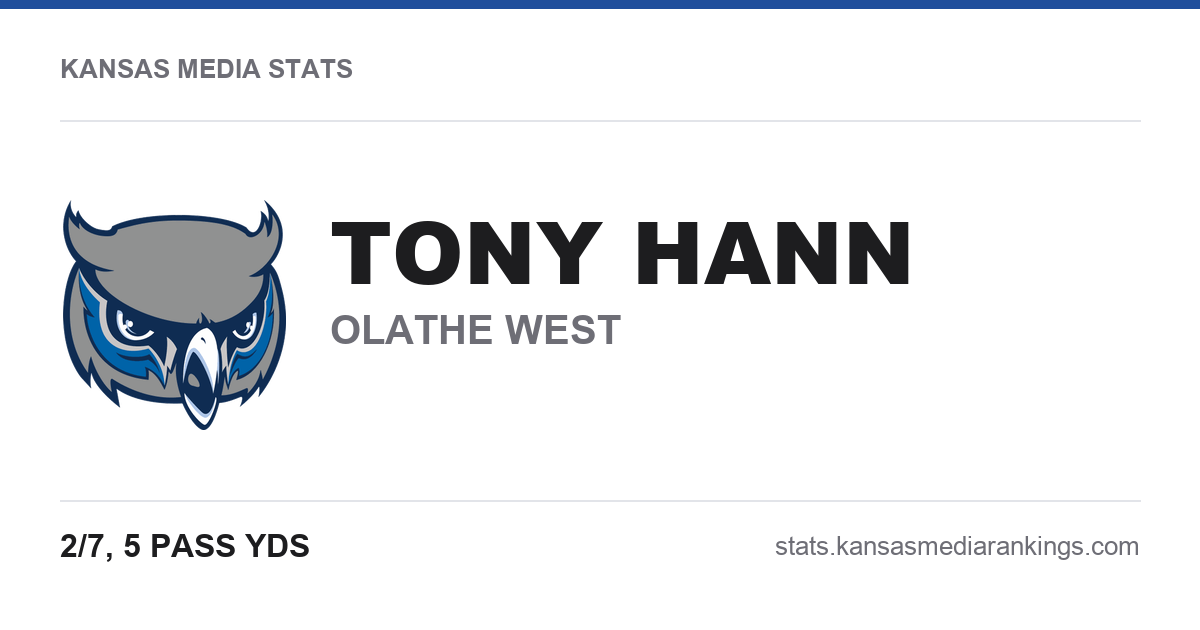 KANSAS MEDIA STATS
TONY HANN
OLATHE WEST
2/7, 5 PASS YDS
stats.kansasmediarankings.com